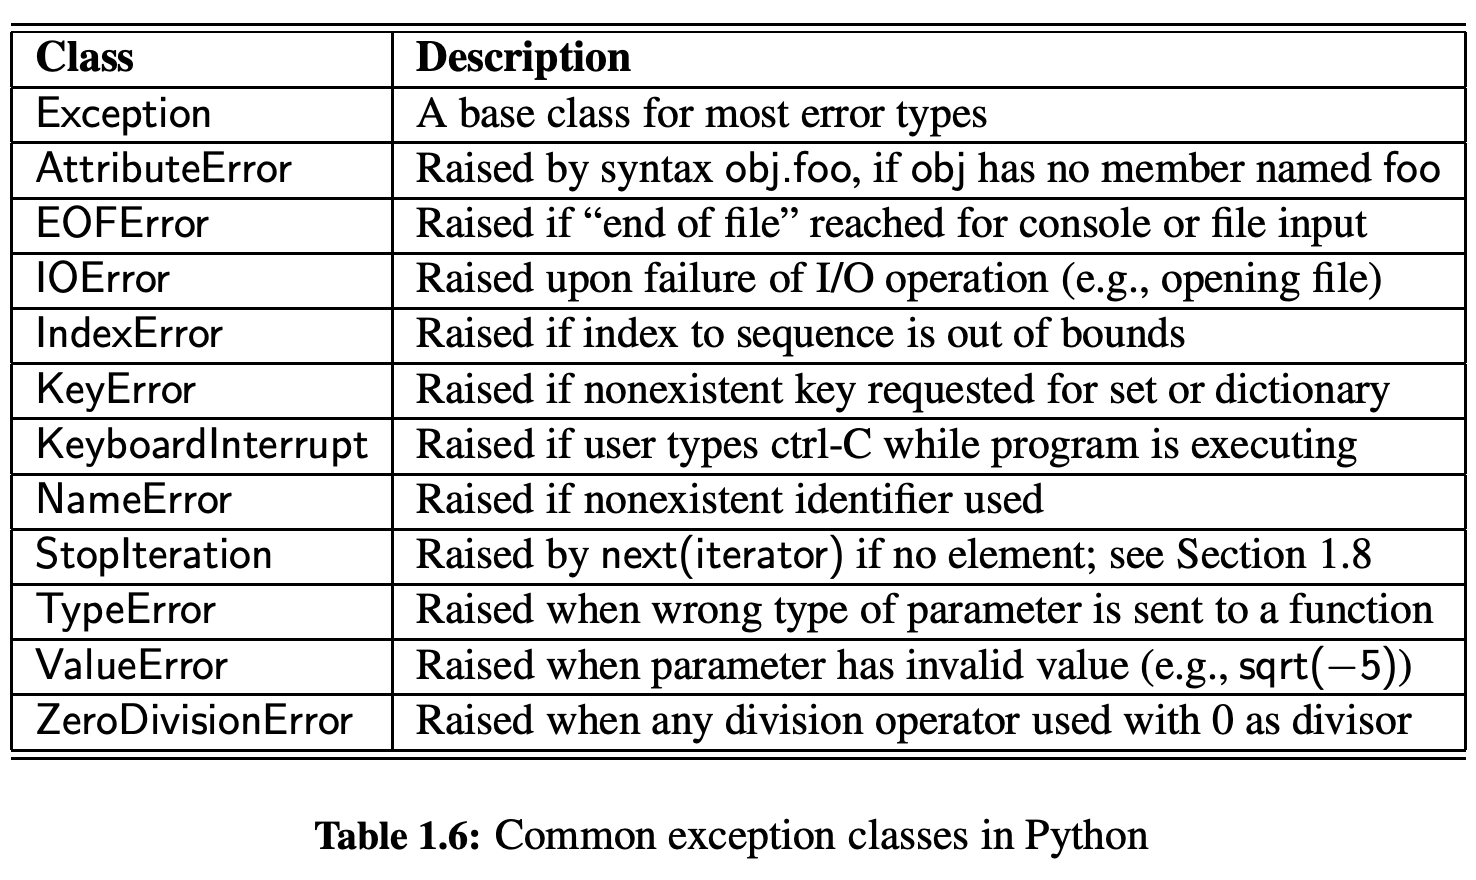 Class Description
Exception A base class for most error types
AttributeError Raised by syntax obj.foo, if obj has no member named foo
EOFError Raised if “end of file” reached for console or file input
IOError Raised upon failure of I/O operation (e.g., opening file)
IndexError Raised if index to sequence is out of bounds
KeyError Raised if nonexistent key requested for set or dictionary
KeyboardInterrupt Raised if user types ctrl-C while program is executing
NameError Raised if nonexistent identifier used
StopIteration Raised by next(iterator) if no element; see Section 1.8
TypeError Raised when wrong type of parameter is sent to a function
ValueError Raised when parameter has invalid value (e.g., sqrt(−5))
ZeroDivisionError Raised when any division operator used with 0 as divisor
Table 1.6: Common exception classes in Python